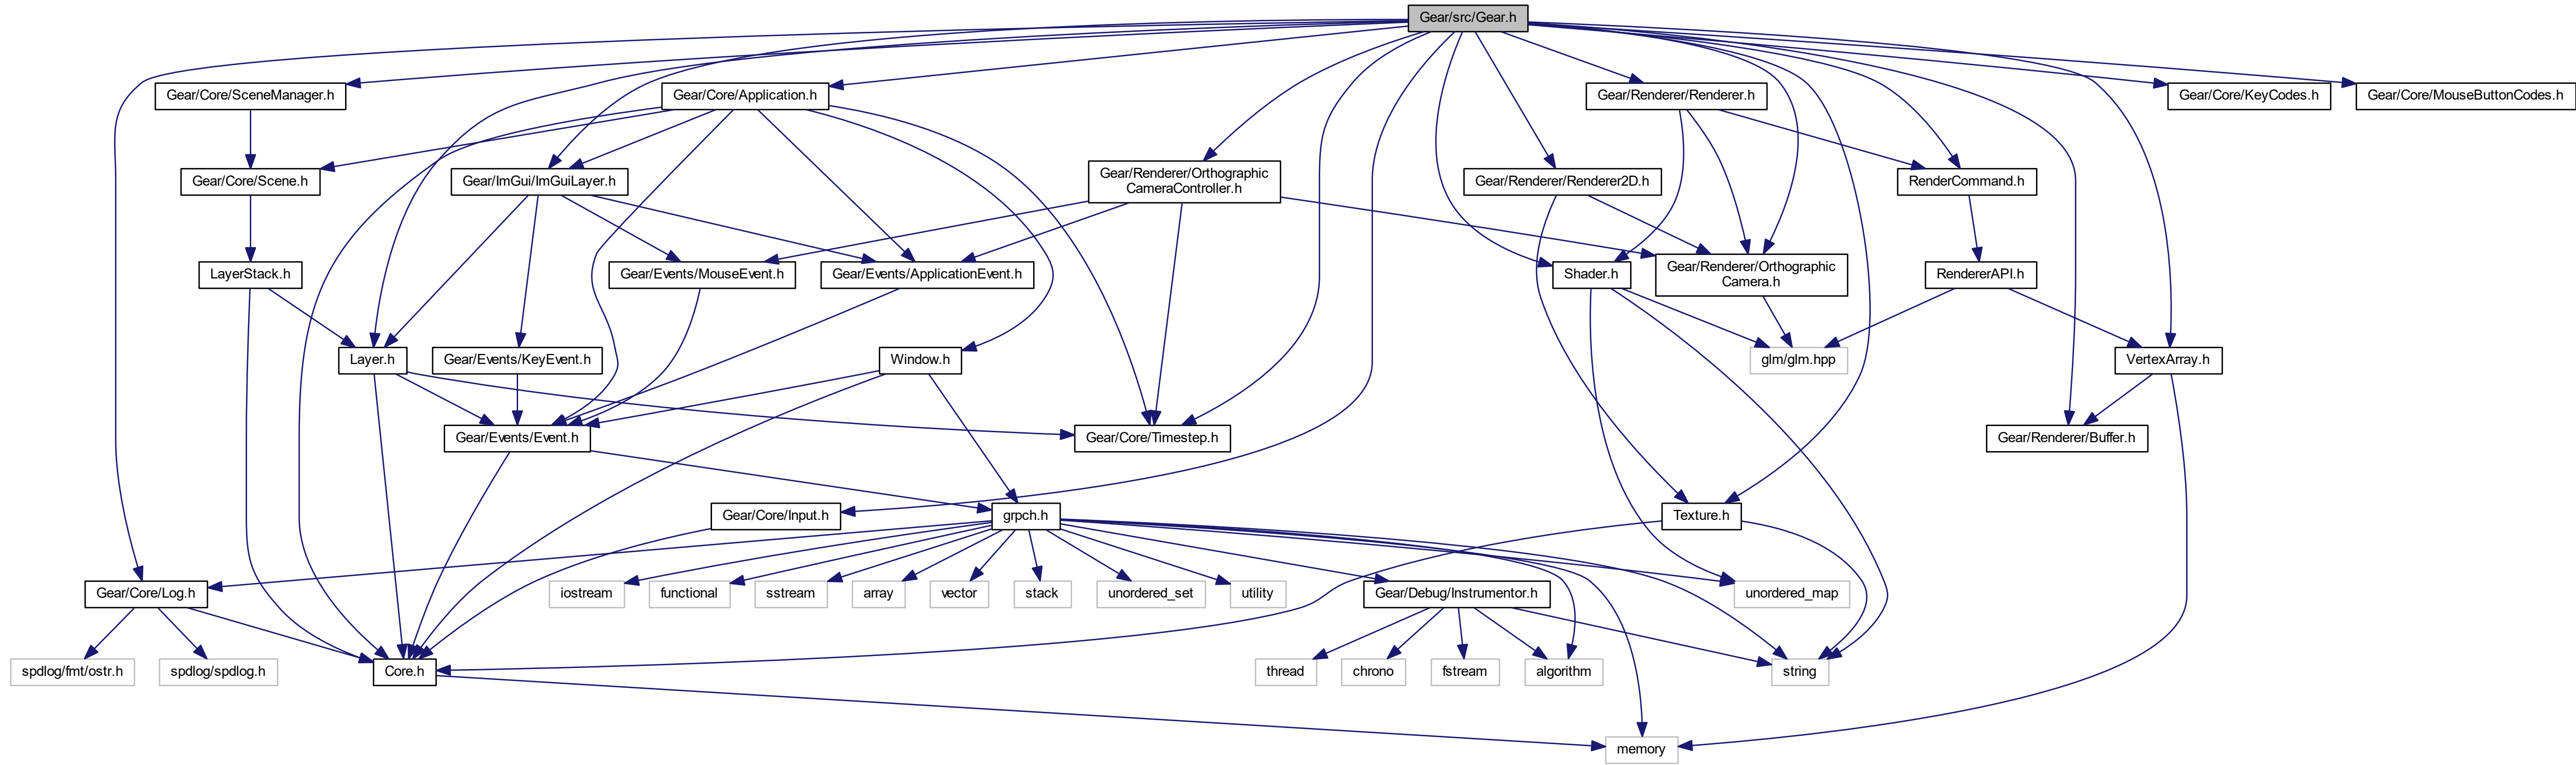 Gear/src/Gear.h
Gear/Core/SceneManager.h
Gear/Core/Application.h
Gear/Renderer/Renderer.h
Gear/Core/KeyCodes.h
Gear/Core/MouseButtonCodes.h
Gear/Core/Scene.h
Gear/ImGui/ImGuiLayer.h
Gear/Renderer/Orthographic
CameraController.h
Gear/Renderer/Renderer2D.h
RenderCommand.h
LayerStack.h
Gear/Events/MouseEvent.h
Gear/Events/ApplicationEvent.h
Shader.h
Gear/Renderer/Orthographic
Camera.h
RendererAPI.h
Layer.h
Gear/Events/KeyEvent.h
Window.h
glm/glm.hpp
VertexArray.h
Gear/Events/Event.h
Gear/Core/Timestep.h
Gear/Renderer/Buffer.h
Gear/Core/Input.h
grpch.h
Texture.h
Gear/Core/Log.h
iostream
functional
sstream
array
vector
stack
unordered_set
utility
Gear/Debug/Instrumentor.h
unordered_map
spdlog/fmt/ostr.h
spdlog/spdlog.h
Core.h
thread
chrono
fstream
algorithm
string
memory